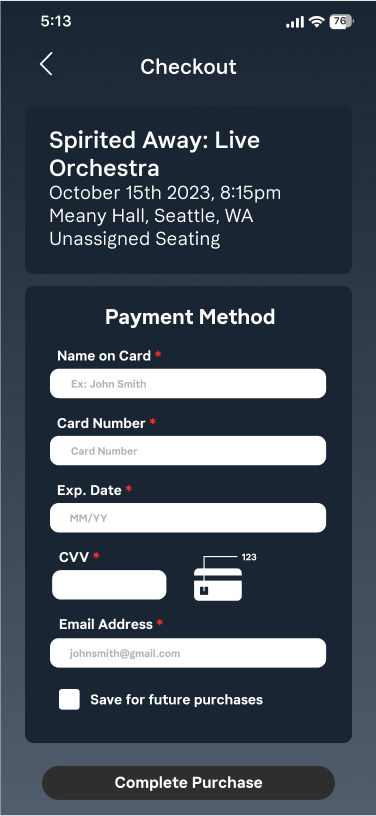 5:13
76
Checkout
Spirited Away: Live
Orchestra
October 15th 2023, 8:15pm
Meany Hall, Seattle, WA
Unassigned Seating
Payment Method
Name on Card *
Ex: John Smith
Card Number *
Card Number
Exp. Date *
MM/YY
CVV *
123
Email Address *
johnsmith@gmail.com
Save for future purchases
Complete Purchase